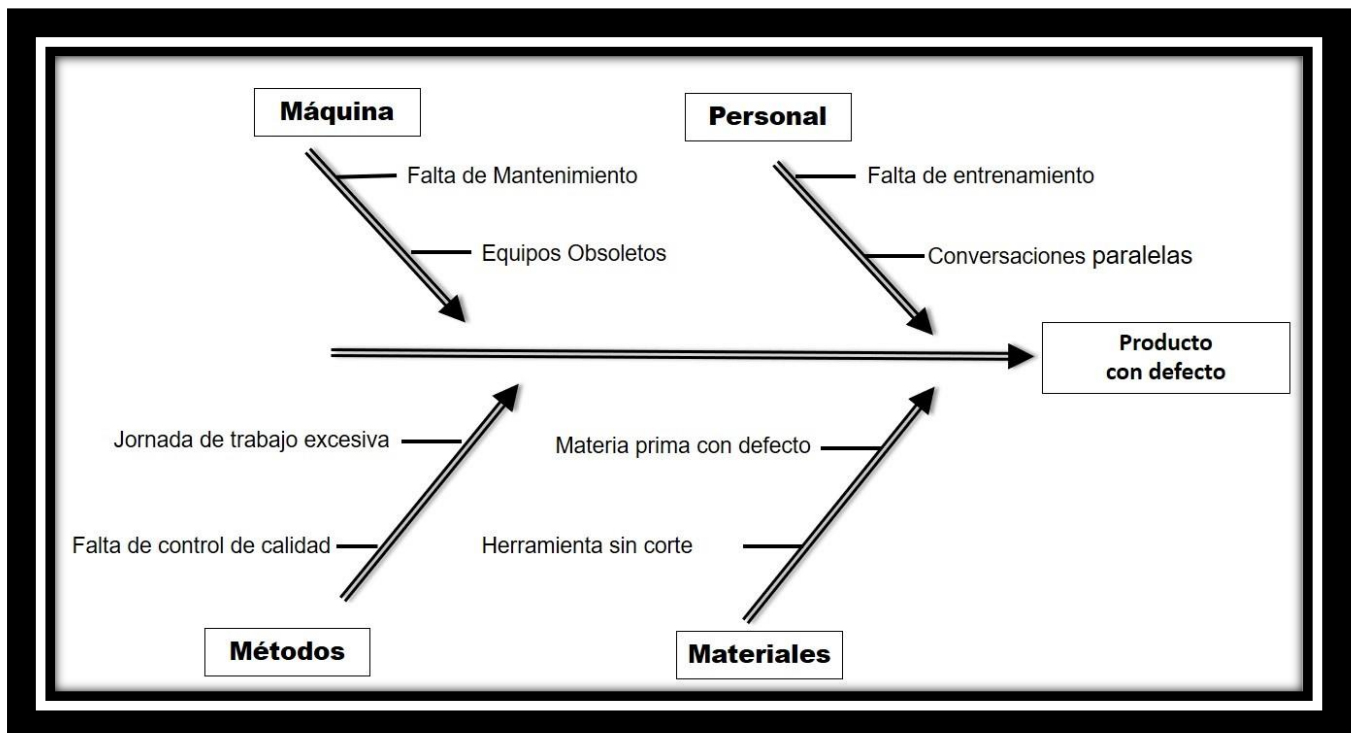 Máquina
Personal
Falta de Mantenimiento
Falta de entrenamiento
Equipos Obsoletos
Conversaciones paralelas
Producto
con defecto
Jornada de trabajo excesiva
Materia prima con defecto
Falta de control de calidad
Herramienta sin corte
Métodos
Materiales